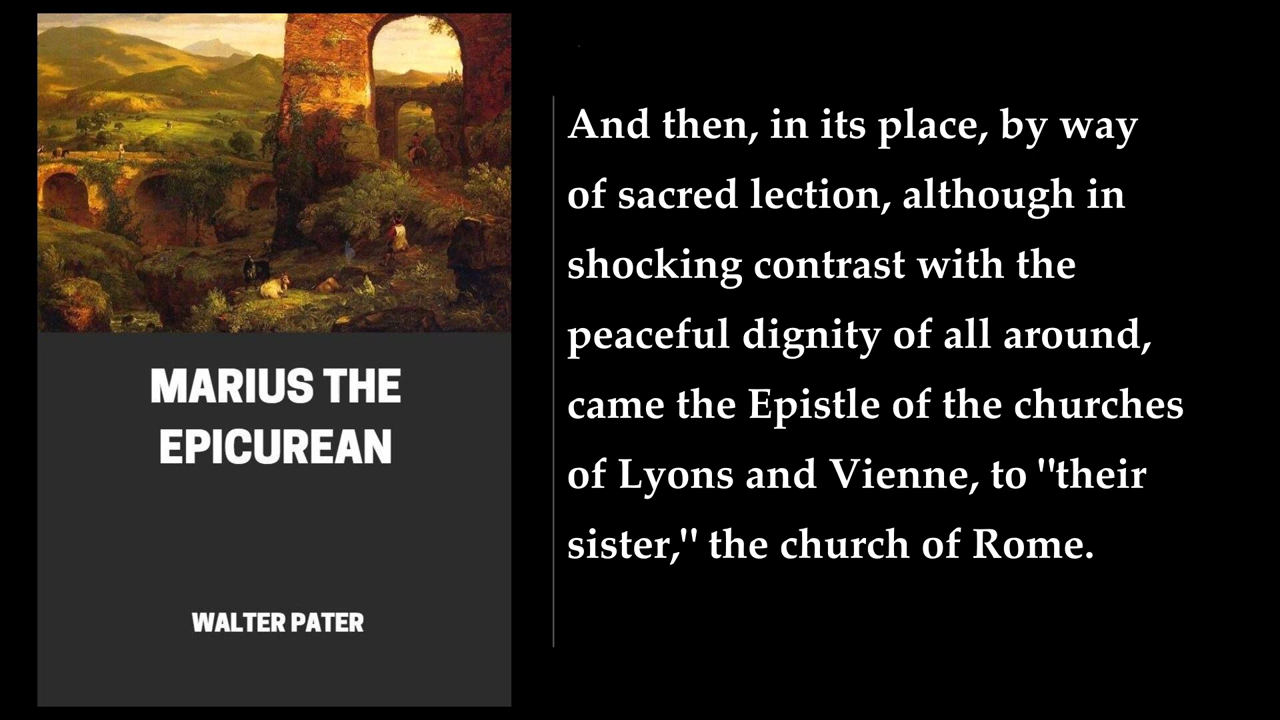 MARIUS THE
EPICUREAN
WALTER PATER
And then, in its place, by way
of sacred lection, although in
shocking contrast with the
peaceful dignity of all around,
came the Epistle of the churches
of Lyons and Vienne, to "their
sister," the church of Rome.